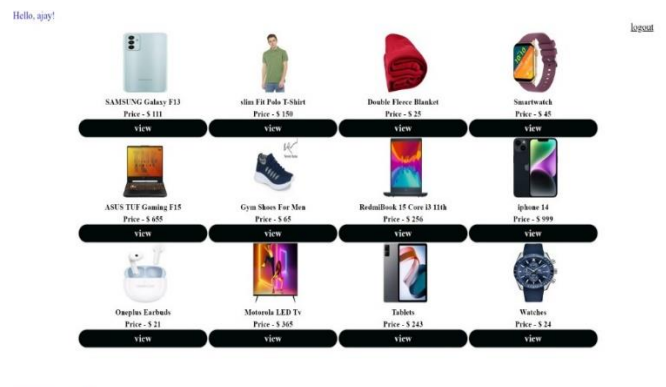 Hello, ajay!
logout
SAMSUNG Galaxy F13
Price - $ 111
view
slim Fit Polo T-Shirt
Price - $ 150
view
Double Fleece Blanket
Price - $ 25
view
Smartwatch
Price - $ 45
view
ASUS TUF Gaming F15
Price - $ 655
view
Gym Shoes For Men
Price - $ 65
view
RedmiBook 15 Core i3 11th
Price - $ 256
view
iphone 14
Price - $ 999
view
Oneplus Earbuds
Price - $ 21
view
Motorola LED Tv
Price - $ 365
view
Tablets
Price - $ 243
view
Watches
Price - $ 24
view